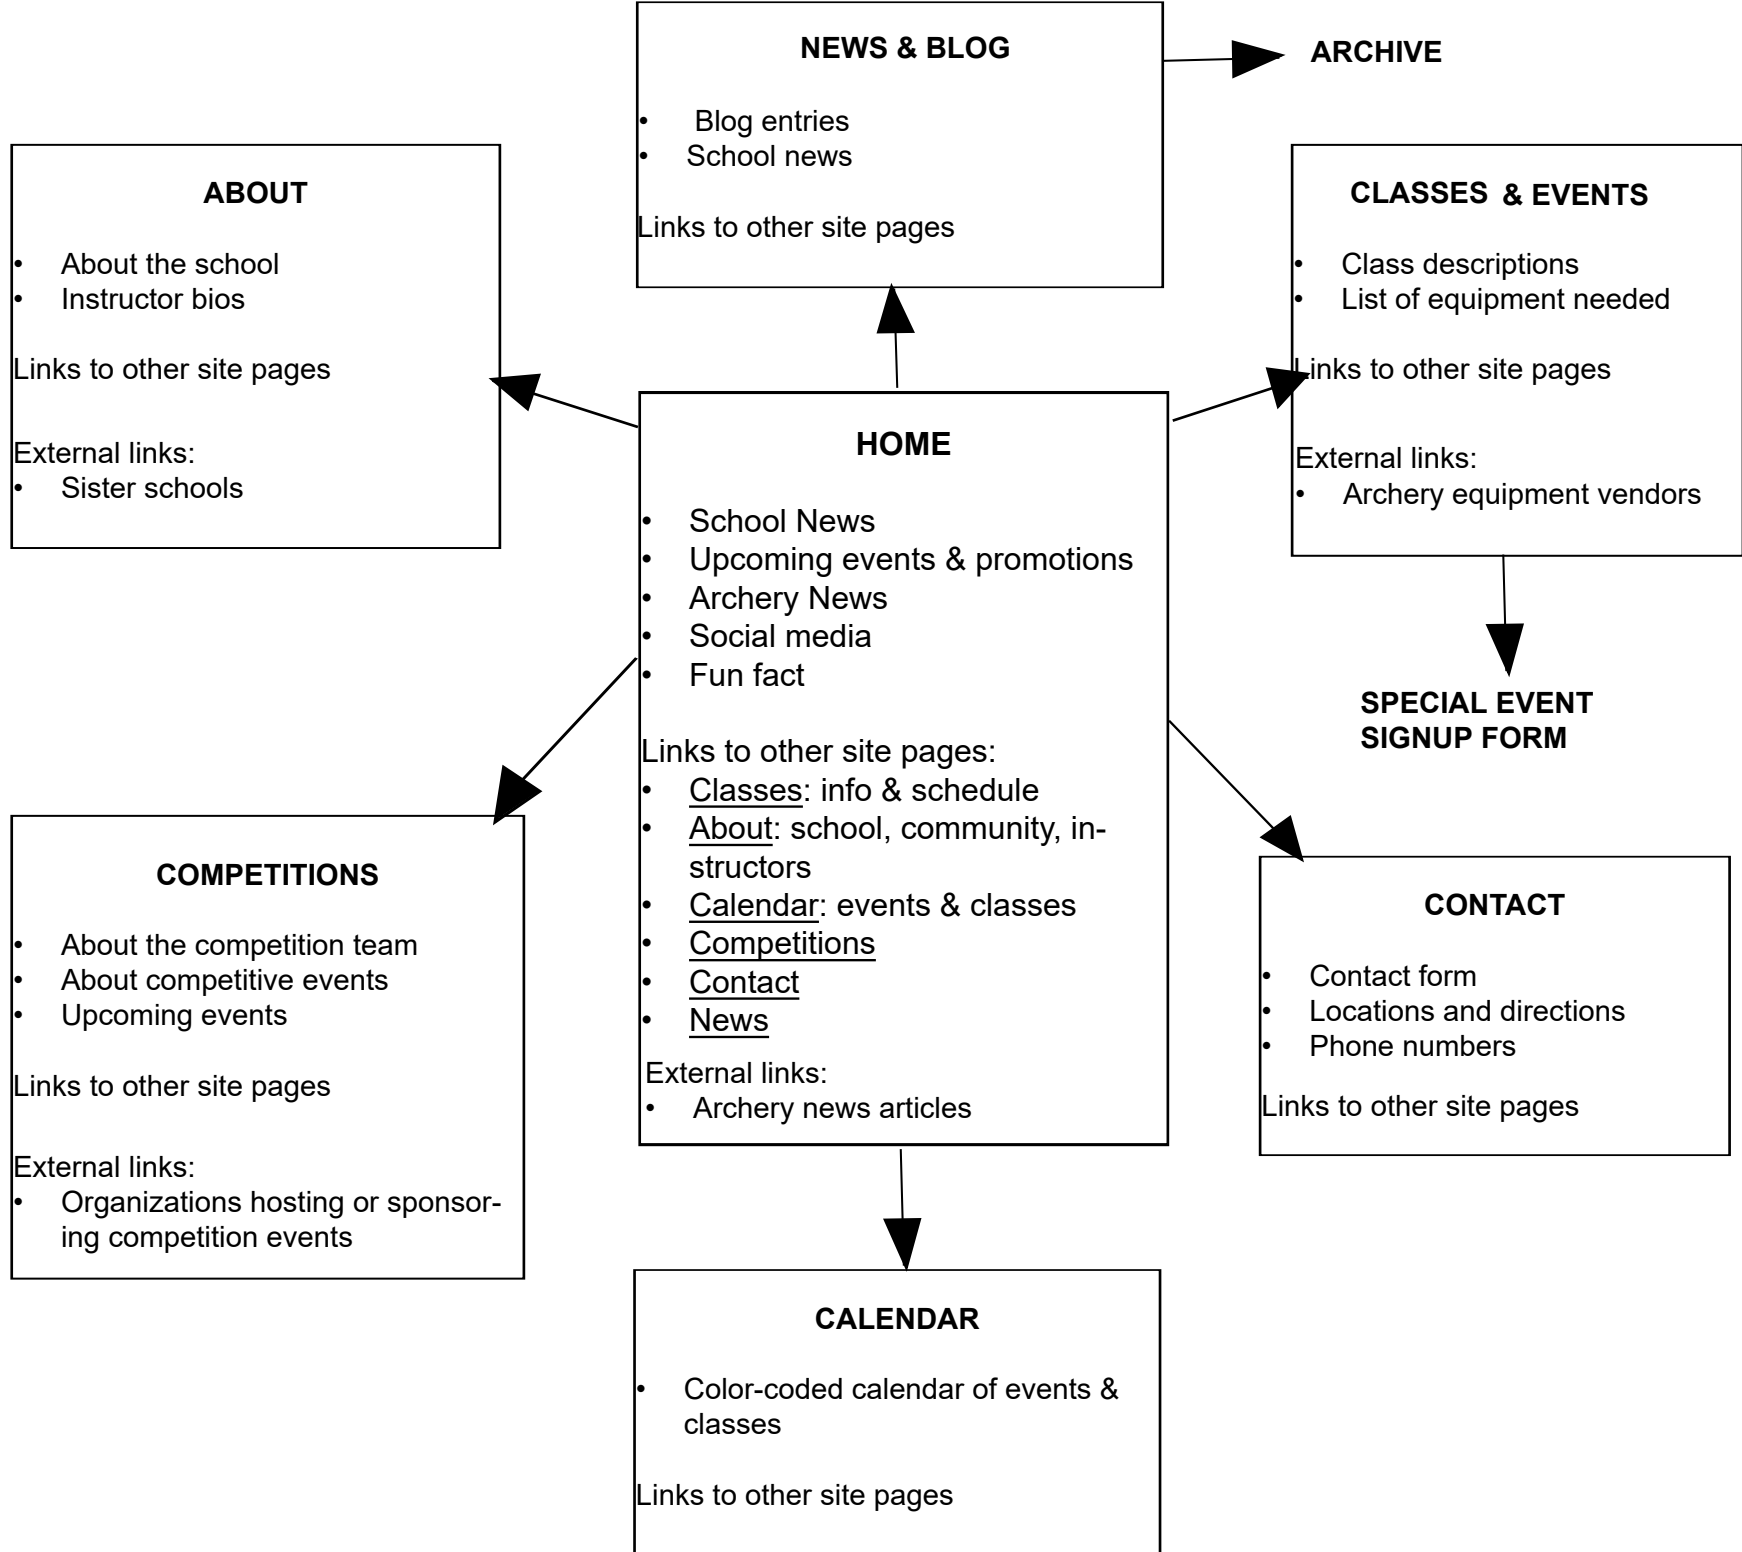 NEWS & BLOG
• Blog entries
• School news
Links to other site pages
ARCHIVE
ABOUT
• About the school
• Instructor bios
Links to other site pages
External links:
• Sister schools
CLASSES & EVENTS
• Class descriptions
• List of equipment needed
Links to other site pages
External links:
• Archery equipment vendors
SPECIAL EVENT
SIGNUP FORM
HOME
• School News
• Upcoming events & promotions
• Archery News
• Social media
• Fun fact
Links to other site pages:
• Classes: info & schedule
• About: school, community, in-
structors
• Calendar: events & classes
• Competitions
• Contact
• News
External links:
• Archery news articles
COMPETITIONS
• About the competition team
• About competitive events
• Upcoming events
Links to other site pages
External links:
• Organizations hosting or sponsor-
ing competition events
CONTACT
• Contact form
• Locations and directions
• Phone numbers
Links to other site pages
CALENDAR
• Color-coded calendar of events &
classes
Links to other site pages